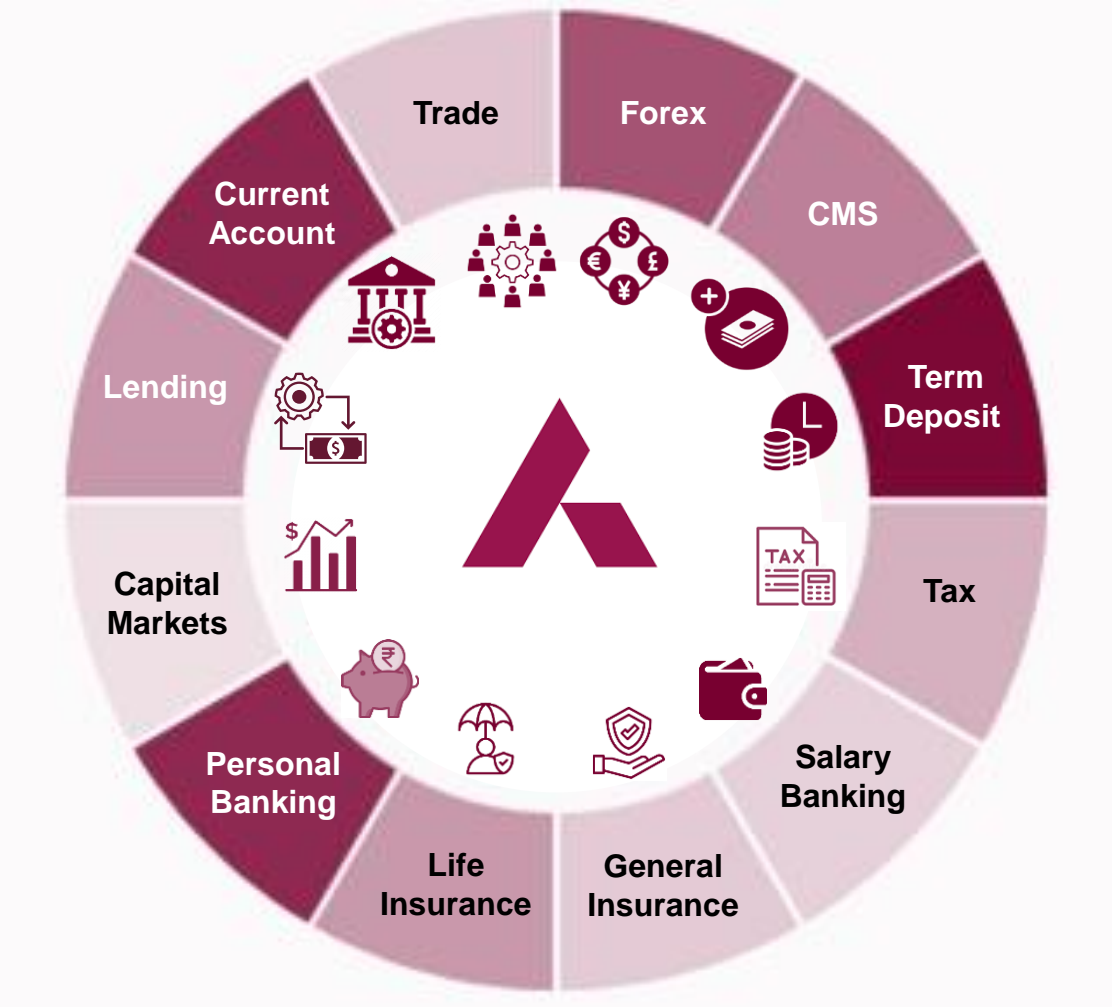 Trade
Forex
CMS
Term
Deposit
Tax
Salary
Banking
General
Insurance
Life
Insurance
Personal
Banking
Capital
Markets
Lending
Current
Account
$
€
£
¥
+
$
$
TAX
₹